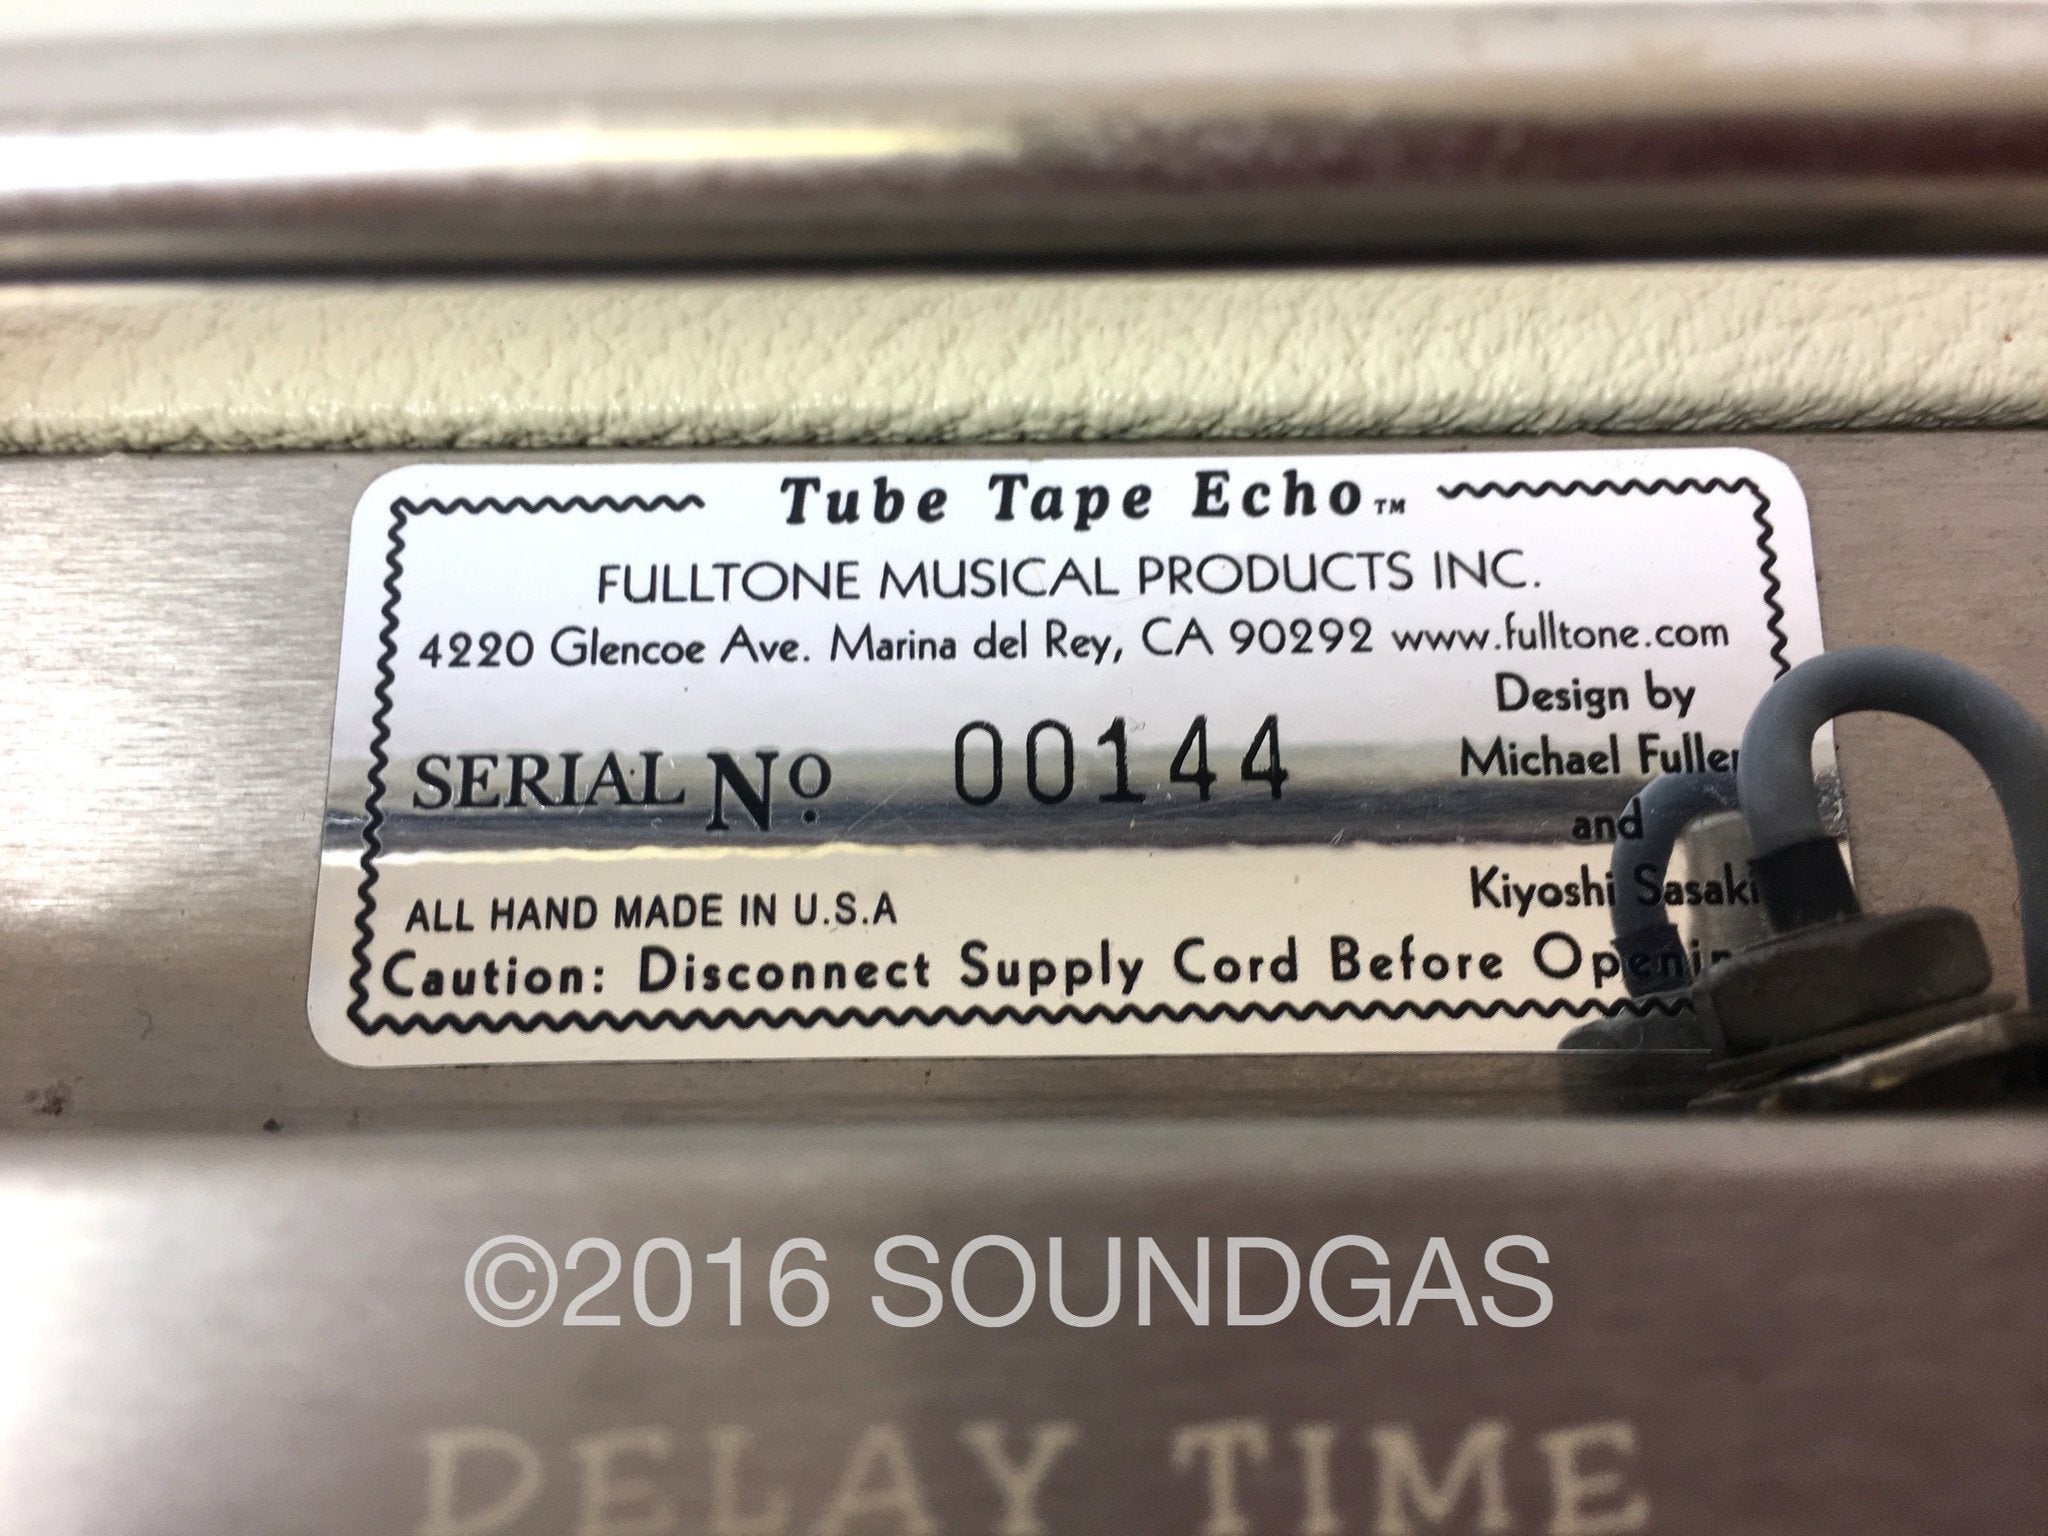 Tube Tape Echo™
FULLTONE MUSICAL PRODUCTS INC.
4220 Glencoe Ave. Marina del Rey, CA 90292 www.fulltone.com
Design by
Michael Fuller
SERIAL No. 00144
and
Kiyoshi Sasaki
ALL HAND MADE IN U.S.A
Caution: Disconnect Supply Cord Before Opening
©2016 SOUNDGAS
DELAY TIME